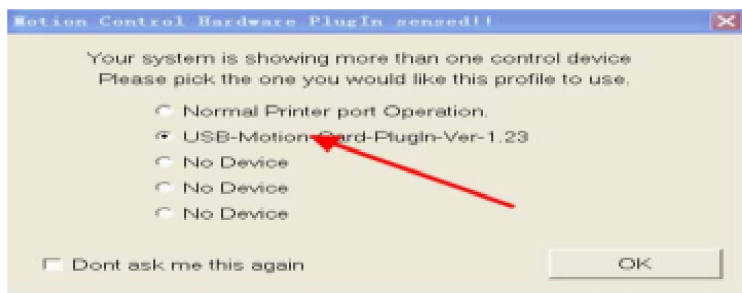 Motion Control Hardware PlugIn sensed!!
Your system is showing more than one control device
Please pick the one you would like this profile to use.
Normal Printer port Operation.
USB-Motion-Card-PlugIn-Ver-1.23
No Device
No Device
No Device
Dont ask me this again
OK